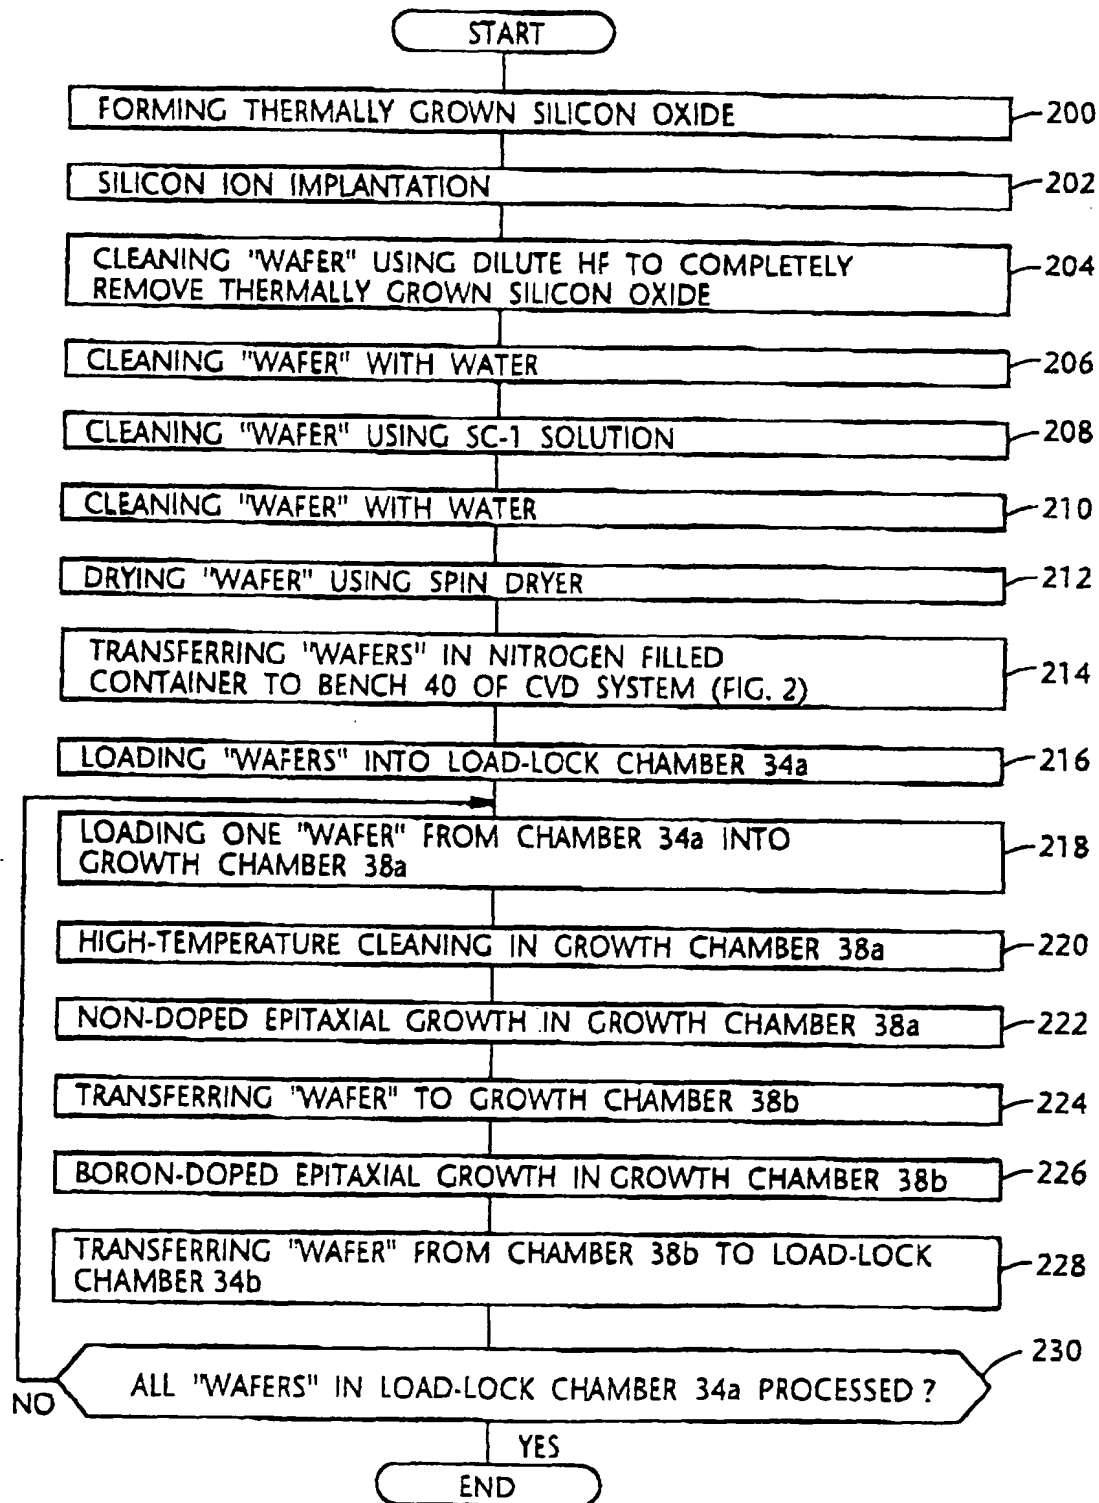 START
FORMING THERMALLY GROWN SILICON OXIDE
200
SILICON ION IMPLANTATION
202
CLEANING "WAFER" USING DILUTE HF TO COMPLETELY
REMOVE THERMALLY GROWN SILICON OXIDE
204
CLEANING "WAFER" WITH WATER
206
CLEANING "WAFER" USING SC-1 SOLUTION
208
CLEANING "WAFER" WITH WATER
210
DRYING "WAFER" USING SPIN DRYER
212
TRANSFERRING "WAFERS" IN NITROGEN FILLED
CONTAINER TO BENCH 40 OF CVD SYSTEM (FIG. 2)
214
LOADING "WAFERS" INTO LOAD-LOCK CHAMBER 34a
216
LOADING ONE "WAFER" FROM CHAMBER 34a INTO
GROWTH CHAMBER 38a
218
HIGH-TEMPERATURE CLEANING IN GROWTH CHAMBER 38a
220
NON-DOPED EPITAXIAL GROWTH IN GROWTH CHAMBER 38a
222
TRANSFERRING "WAFER" TO GROWTH CHAMBER 38b
224
BORON-DOPED EPITAXIAL GROWTH IN GROWTH CHAMBER 38b
226
TRANSFERRING "WAFER" FROM CHAMBER 38b TO LOAD-LOCK
CHAMBER 34b
228
230
ALL "WAFERS" IN LOAD-LOCK CHAMBER 34a PROCESSED ?
NO
YES
END